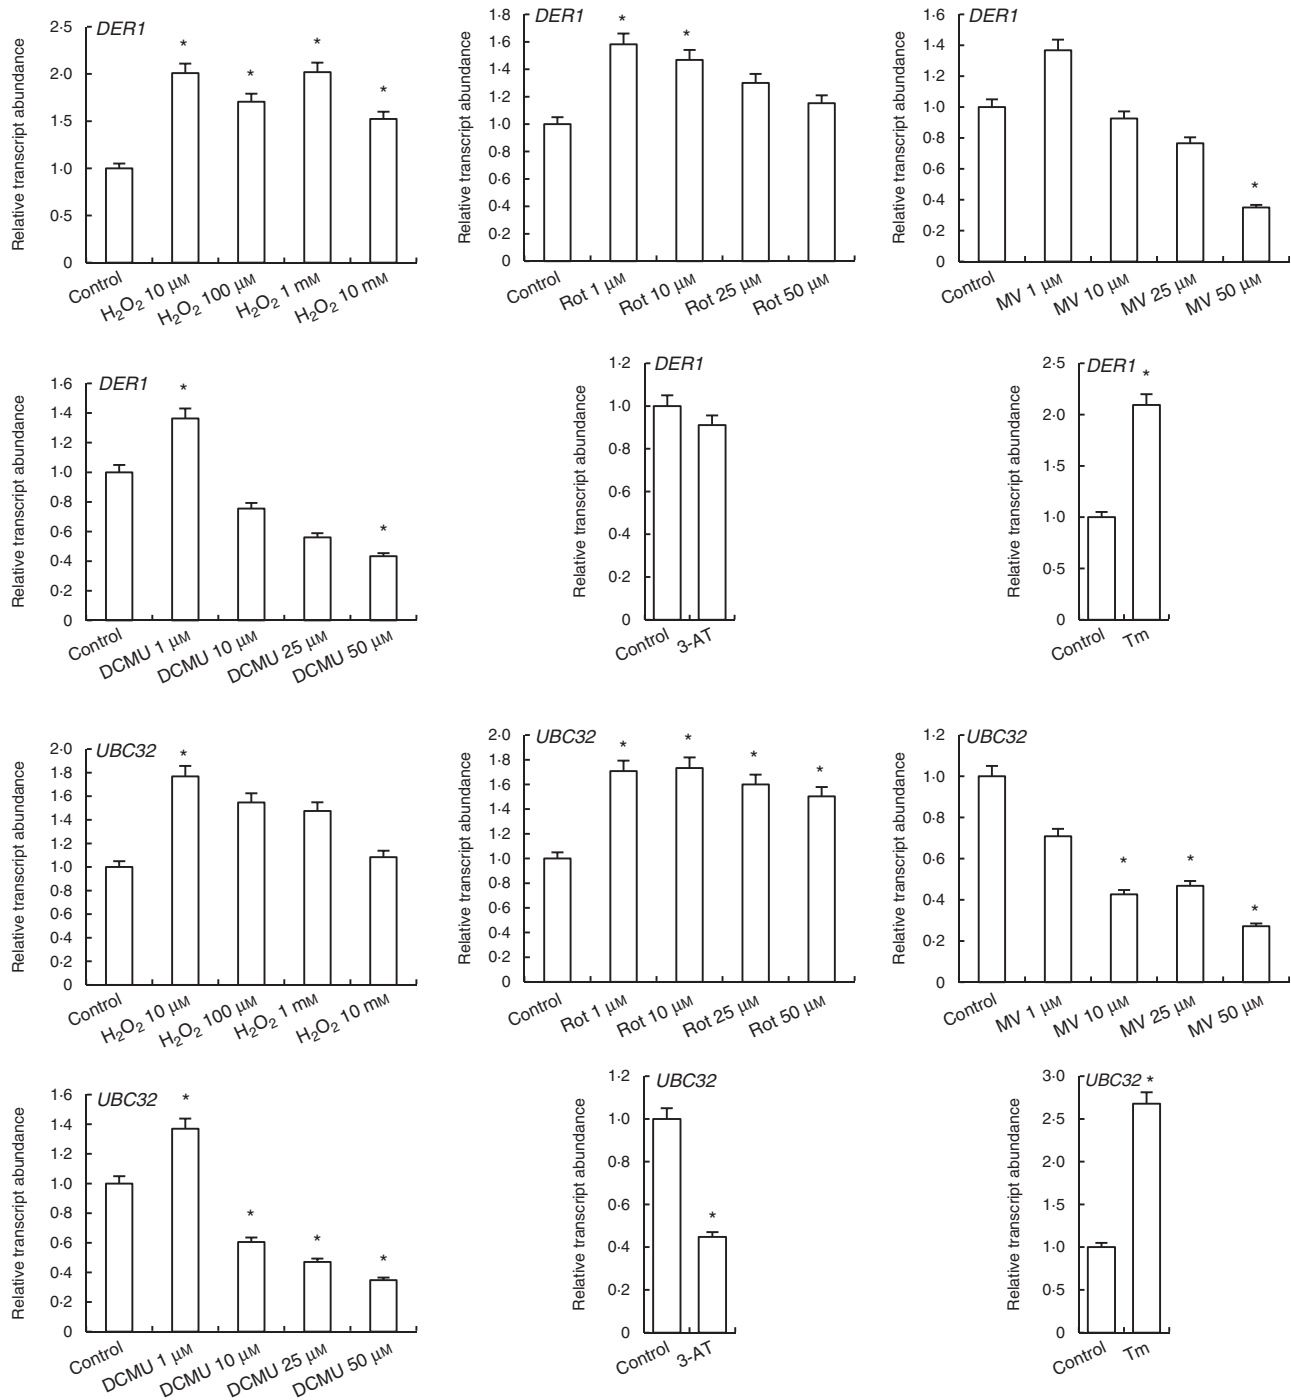 DER1
Relative transcript abundance
2·5
2·0
1·5
1·0
0·5
0
* * * *
Control
H2O2 10 μM
H2O2 100 μM
H2O2 1 mM
H2O2 10 mM
DER1
Relative transcript abundance
1·8
1·6
1·4
1·2
1·0
0·8
0·6
0·4
0·2
0
* *
Control
Rot 1 μM
Rot 10 μM
Rot 25 μM
Rot 50 μM
DER1
Relative transcript abundance
1·6
1·4
1·2
1·0
0·8
0·6
0·4
0·2
0
*
Control
MV 1 μM
MV 10 μM
MV 25 μM
MV 50 μM
DER1
Relative transcript abundance
1·6
1·4
1·2
1·0
0·8
0·6
0·4
0·2
0
* *
Control
DCMU 1 μM
DCMU 10 μM
DCMU 25 μM
DCMU 50 μM
DER1
Relative transcript abundance
1·2
1·0
0·8
0·6
0·4
0·2
0
Control
3-AT
DER1
Relative transcript abundance
2·5
2·0
1·5
1·0
0·5
0
*
Control
Tm
UBC32
Relative transcript abundance
2·0
1·8
1·6
1·4
1·2
1·0
0·8
0·6
0·4
0·2
0
*
Control
H2O2 10 μM
H2O2 100 μM
H2O2 1 mM
H2O2 10 mM
UBC32
Relative transcript abundance
2·0
1·8
1·6
1·4
1·2
1·0
0·8
0·6
0·4
0·2
0
* * * *
Control
Rot 1 μM
Rot 10 μM
Rot 25 μM
Rot 50 μM
UBC32
Relative transcript abundance
1·2
1·0
0·8
0·6
0·4
0·2
0
* * *
Control
MV 1 μM
MV 10 μM
MV 25 μM
MV 50 μM
UBC32
Relative transcript abundance
1·6
1·4
1·2
1·0
0·8
0·6
0·4
0·2
0
* * * *
Control
DCMU 1 μM
DCMU 10 μM
DCMU 25 μM
DCMU 50 μM
UBC32
Relative transcript abundance
1·2
1·0
0·8
0·6
0·4
0·2
0
*
Control
3-AT
UBC32
Relative transcript abundance
3·0
2·5
2·0
1·5
1·0
0·5
0
*
Control
Tm